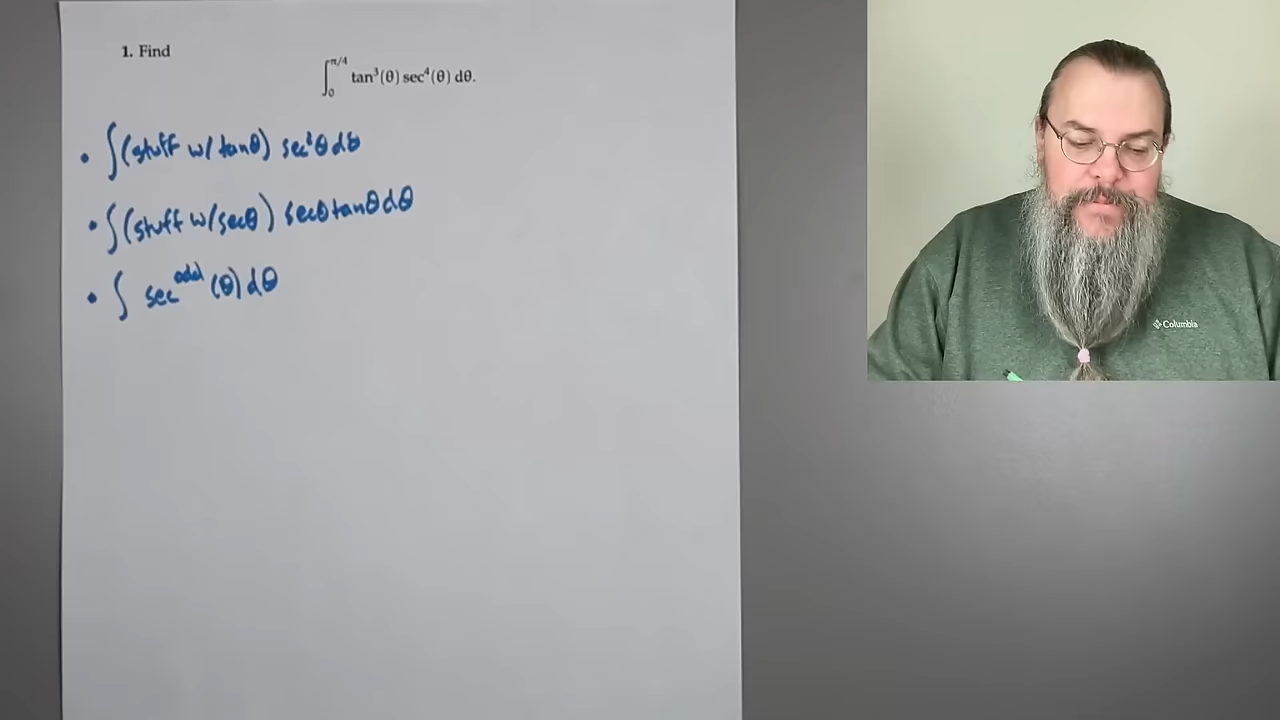 1. Find
∫₀^{π/4} tan³(θ) sec⁴(θ) dθ.
• ∫(stuff w/ tanθ) sec²θ dθ
• ∫(stuff w/ secθ) secθ tanθ dθ
• ∫ sec^{odd} (θ) dθ
Columbia